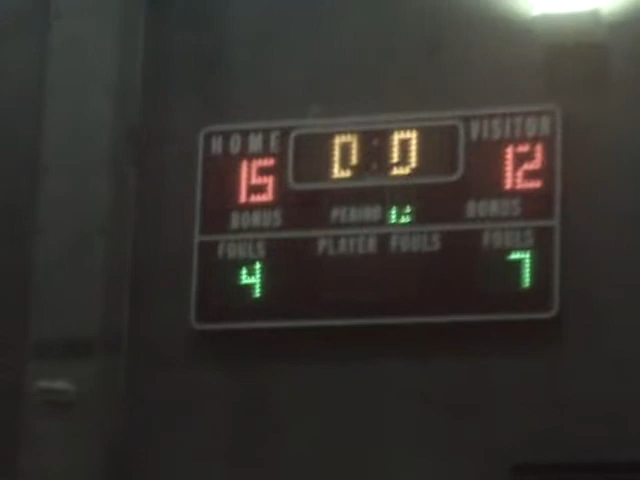 HOME 0:0 VISITOR
15 12
BONUS PERIOD BONUS
FOULS PLAYER FOULS FOULS
4 7